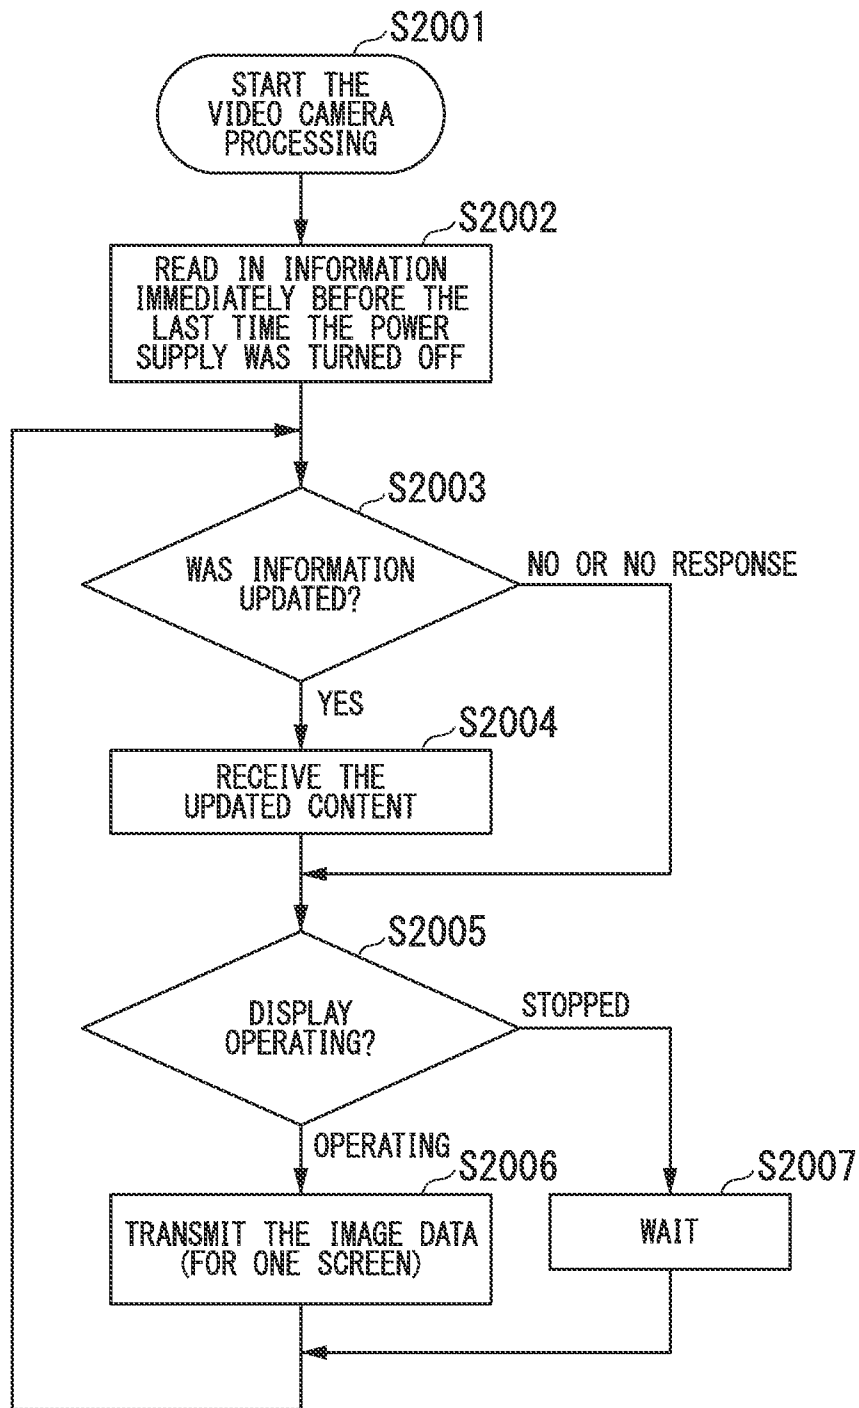 S2001
START THE
VIDEO CAMERA
PROCESSING
S2002
READ IN INFORMATION
IMMEDIATELY BEFORE THE
LAST TIME THE POWER
SUPPLY WAS TURNED OFF
S2003
WAS INFORMATION
UPDATED?
NO OR NO RESPONSE
YES
S2004
RECEIVE THE
UPDATED CONTENT
S2005
DISPLAY
OPERATING?
STOPPED
OPERATING
S2006
TRANSMIT THE IMAGE DATA
(FOR ONE SCREEN)
S2007
WAIT